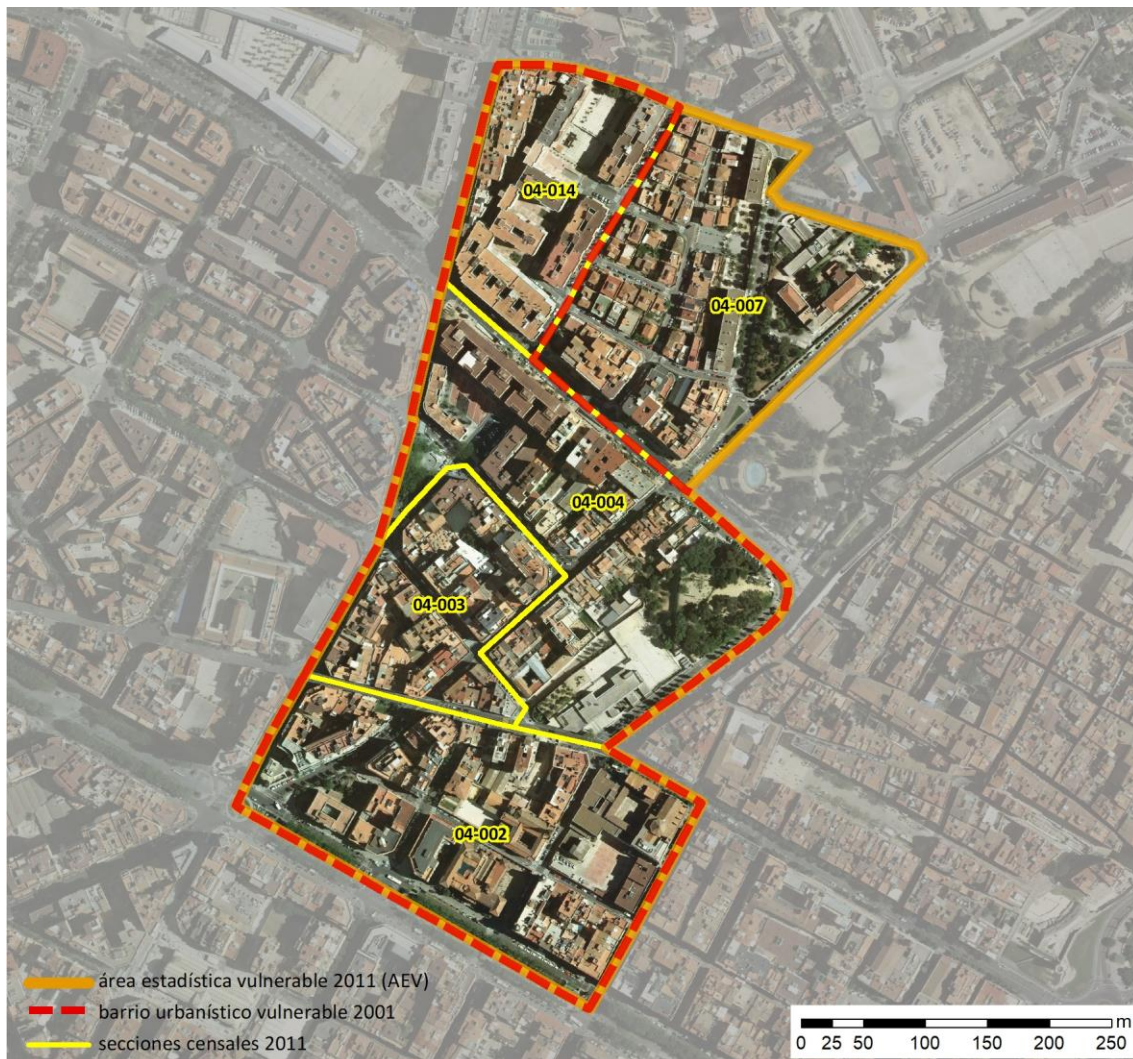 04-014
04-007
04-004
04-003
04-002
área estadística vulnerable 2011 (AEV)
barrio urbanístico vulnerable 2001
secciones censales 2011
m
0 25 50 100 150 200 250